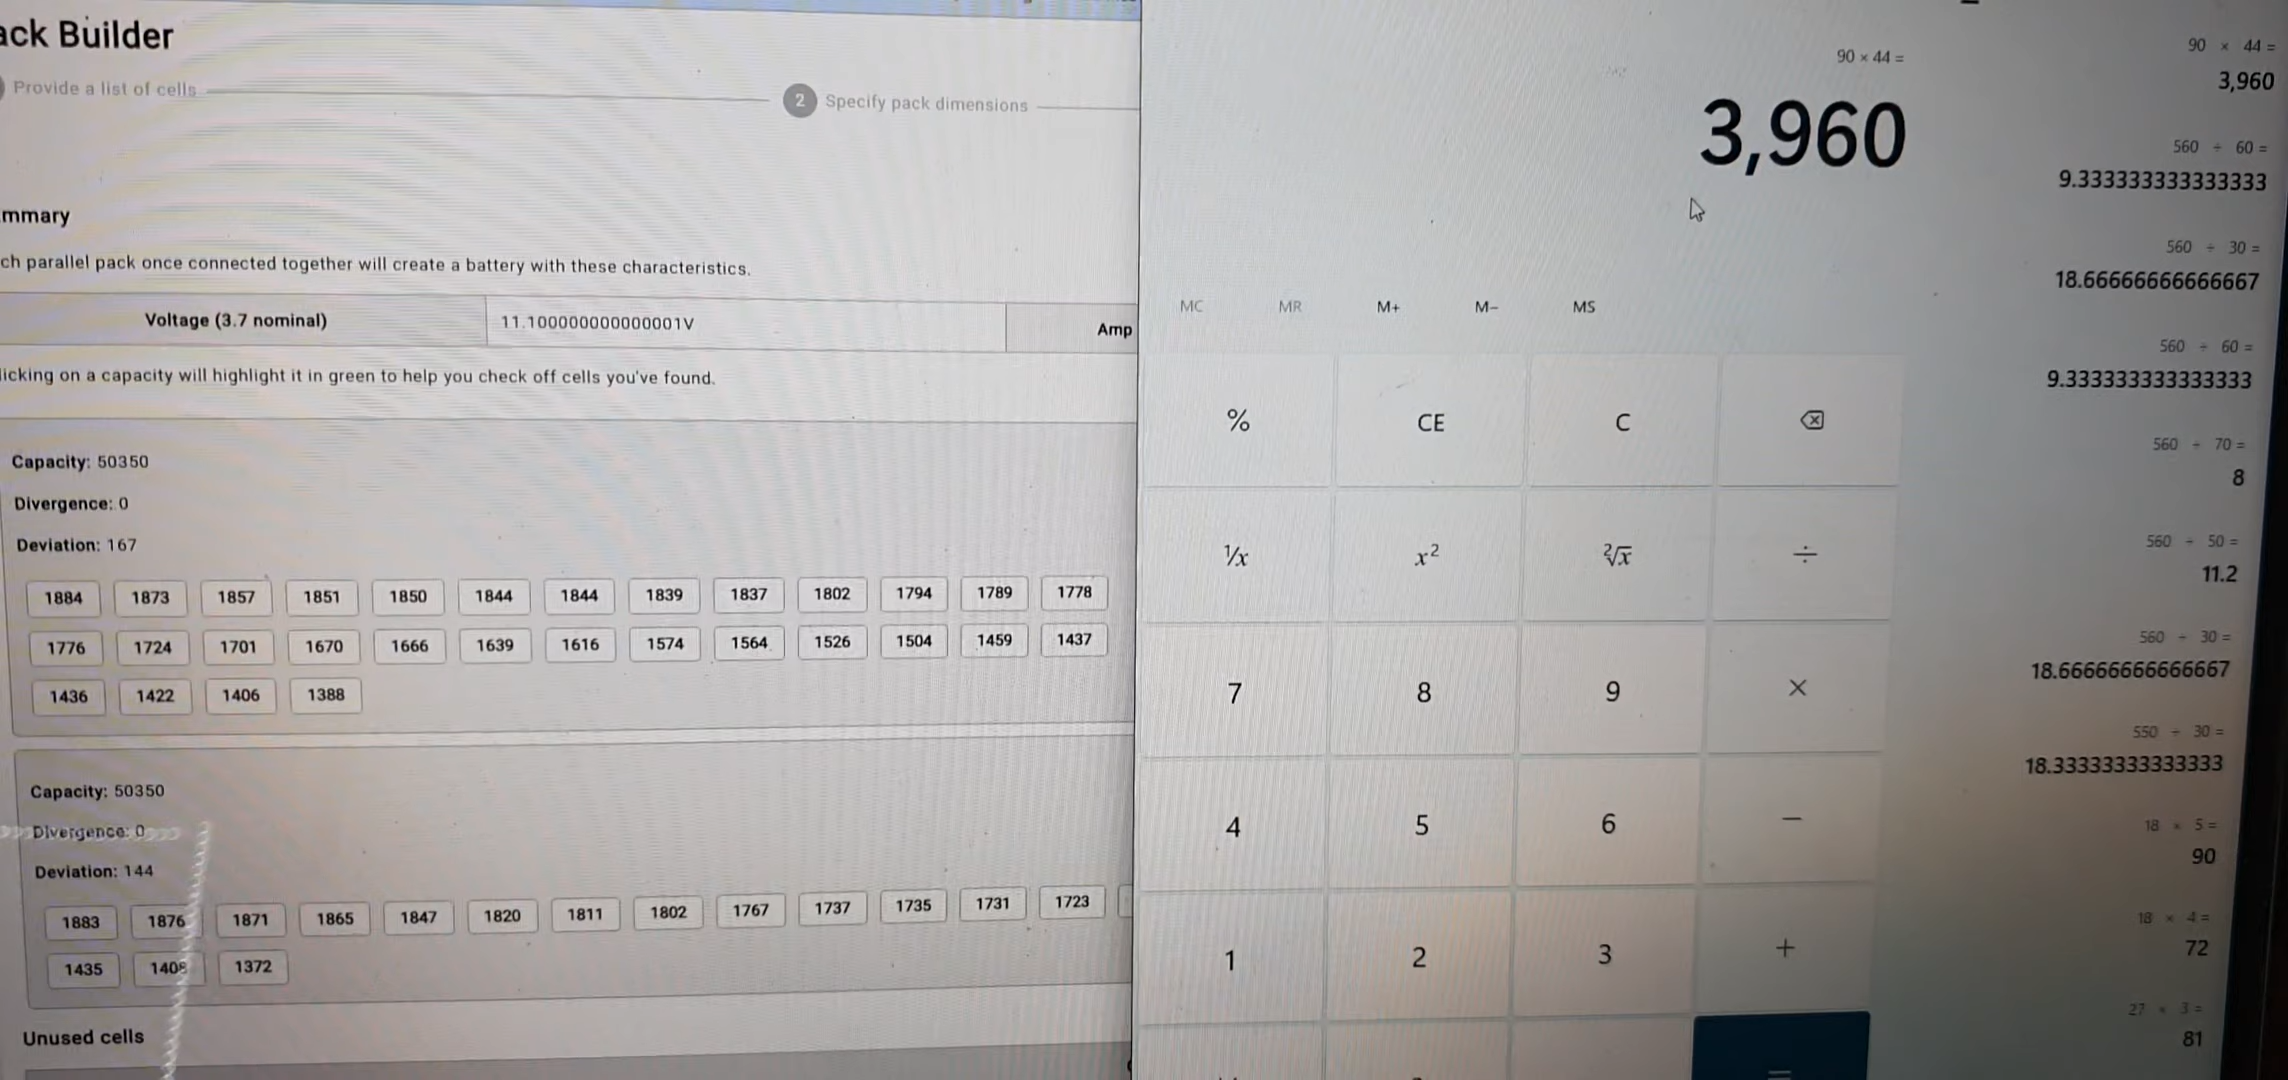 ack Builder
Provide a list of cells
2 Specify pack dimensions
mmary
ch parallel pack once connected together will create a battery with these characteristics.
Voltage (3.7 nominal) 11.100000000000001V Amp
licking on a capacity will highlight it in green to help you check off cells you've found.
Capacity: 50350
Divergence: 0
Deviation: 167
1884 1873 1857 1851 1850 1844 1844 1839 1837 1802 1794 1789 1778
1776 1724 1701 1670 1666 1639 1616 1574 1564 1526 1504 1459 1437
1436 1422 1406 1388
Capacity: 50350
Divergence: 0
Deviation: 144
1883 1876 1871 1865 1847 1820 1811 1802 1767 1737 1735 1731 1723
1435 1408 1372
Unused cells
90 × 44 =
3,960
MC MR M+ M− MS
% CE C
1/x x² ²√x ÷
7 8 9 ×
4 5 6 −
1 2 3 +
=
90 × 44 =
3,960
560 ÷ 60 =
9.333333333333333
560 ÷ 30 =
18.66666666666667
560 ÷ 60 =
9.333333333333333
560 ÷ 70 =
8
560 ÷ 50 =
11.2
560 ÷ 30 =
18.66666666666667
550 ÷ 30 =
18.33333333333333
18 × 5 =
90
18 × 4 =
72
27 × 3 =
81